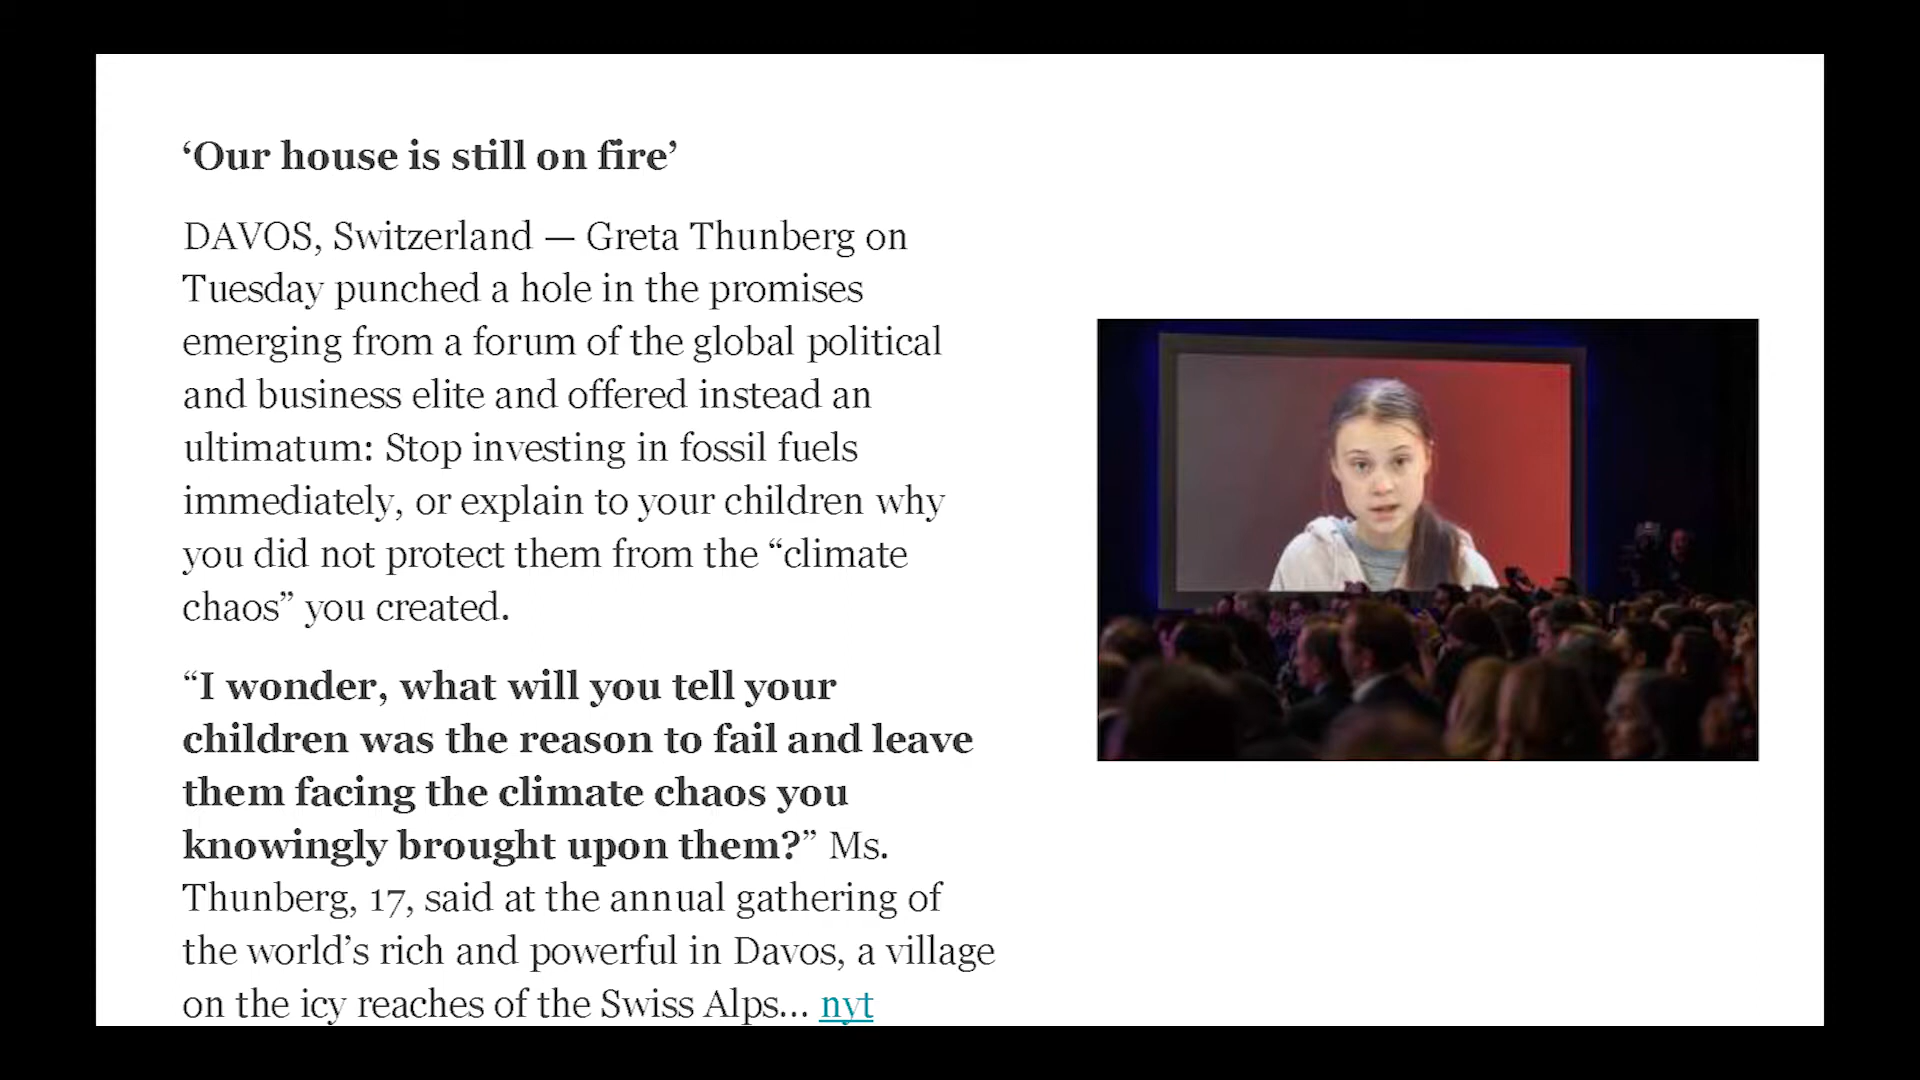 ‘Our house is still on fire’
DAVOS, Switzerland — Greta Thunberg on
Tuesday punched a hole in the promises
emerging from a forum of the global political
and business elite and offered instead an
ultimatum: Stop investing in fossil fuels
immediately, or explain to your children why
you did not protect them from the “climate
chaos” you created.
“I wonder, what will you tell your
children was the reason to fail and leave
them facing the climate chaos you
knowingly brought upon them?” Ms.
Thunberg, 17, said at the annual gathering of
the world’s rich and powerful in Davos, a village
on the icy reaches of the Swiss Alps... nyt